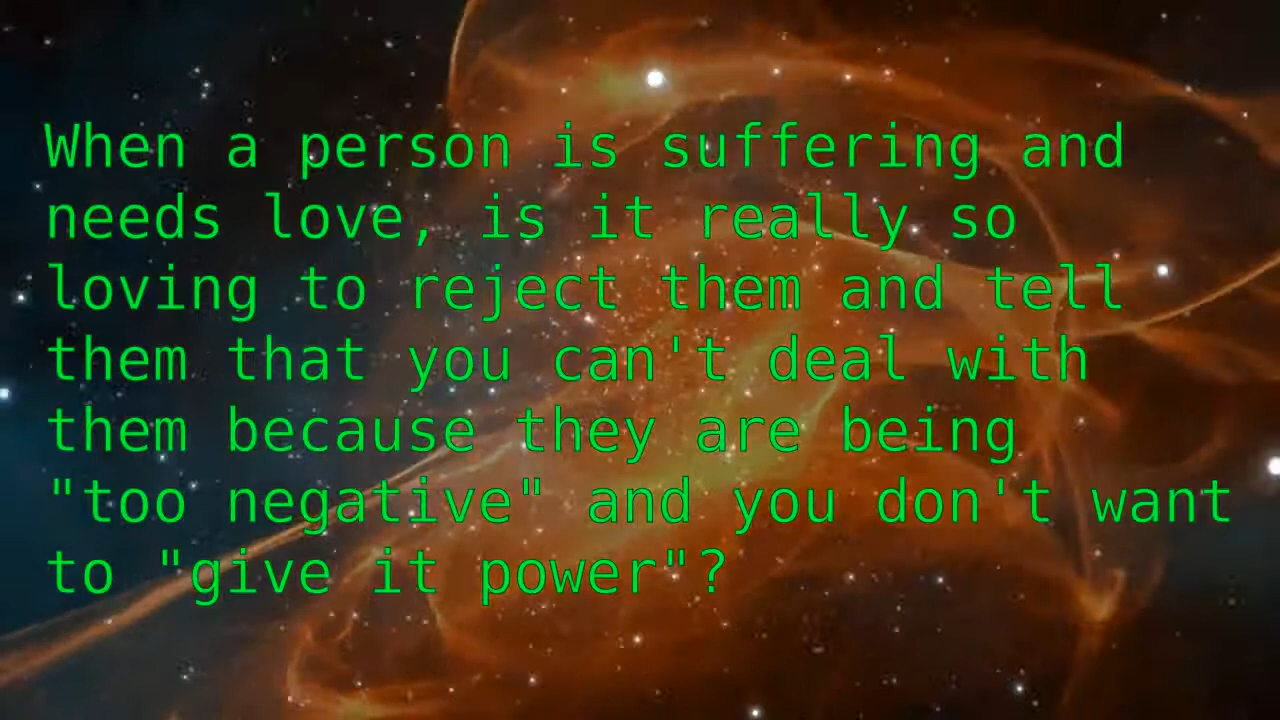 When a person is suffering and
needs love, is it really so
loving to reject them and tell
them that you can't deal with
them because they are being
"too negative" and you don't want
to "give it power"?